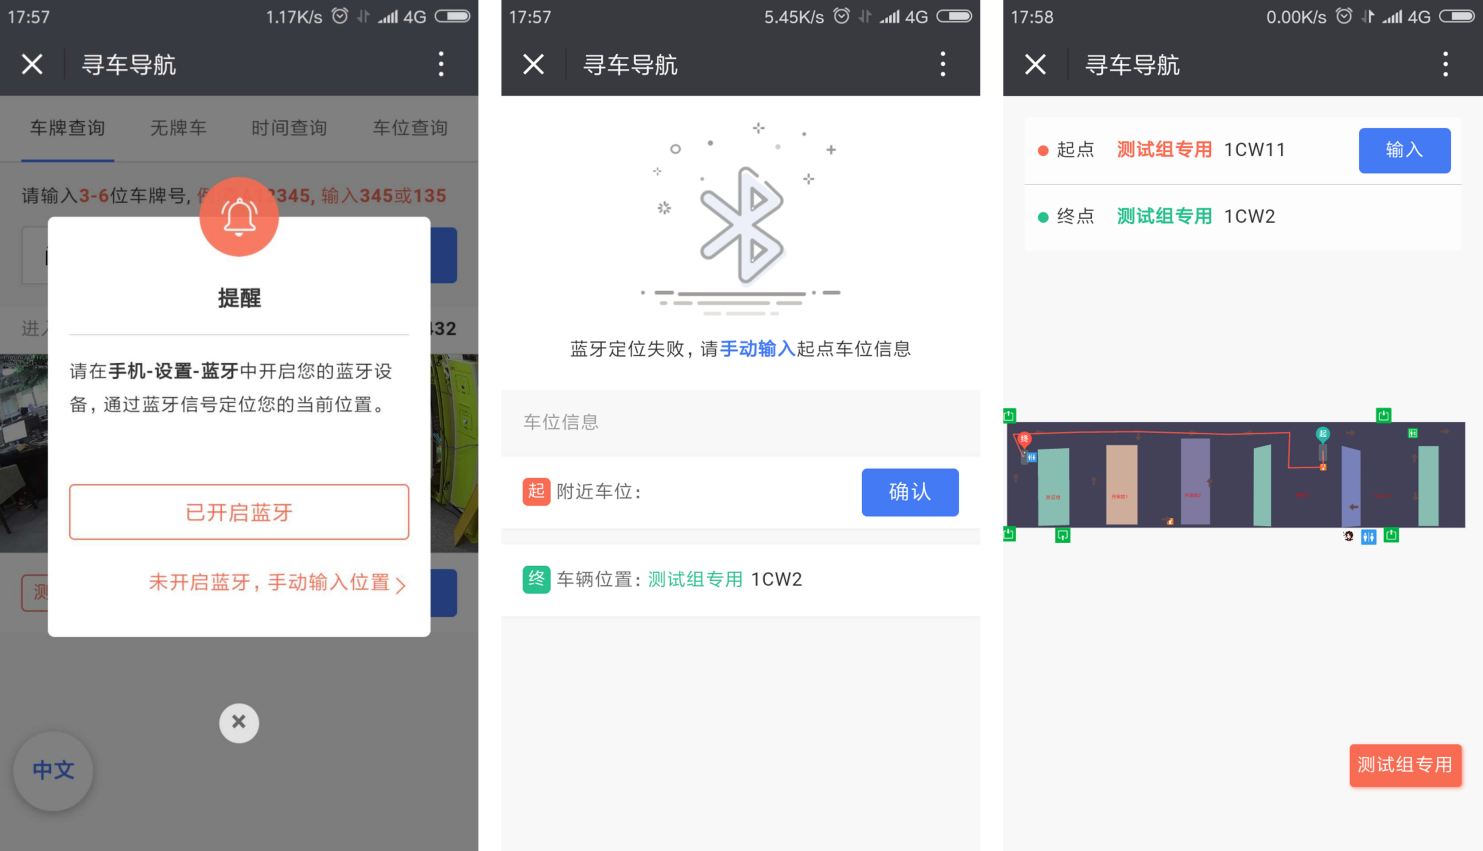 17:57
1.17K/s
4G
寻车导航
车牌查询
无牌车
时间查询
车位查询
请输入3-6位车牌号,
345, 输入345或135
432
提醒
请在手机-设置-蓝牙中开启您的蓝牙设
备，通过蓝牙信号定位您的当前位置。
已开启蓝牙
未开启蓝牙，手动输入位置
测
中文
17:57
5.45K/s
4G
寻车导航
蓝牙定位失败, 请手动输入起点车位信息
车位信息
起 附近车位:
确认
终 车辆位置: 测试组专用 1CW2
17:58
0.00K/s
4G
寻车导航
起点 测试组专用 1CW11
输入
终点 测试组专用 1CW2
终
起
测试组专用